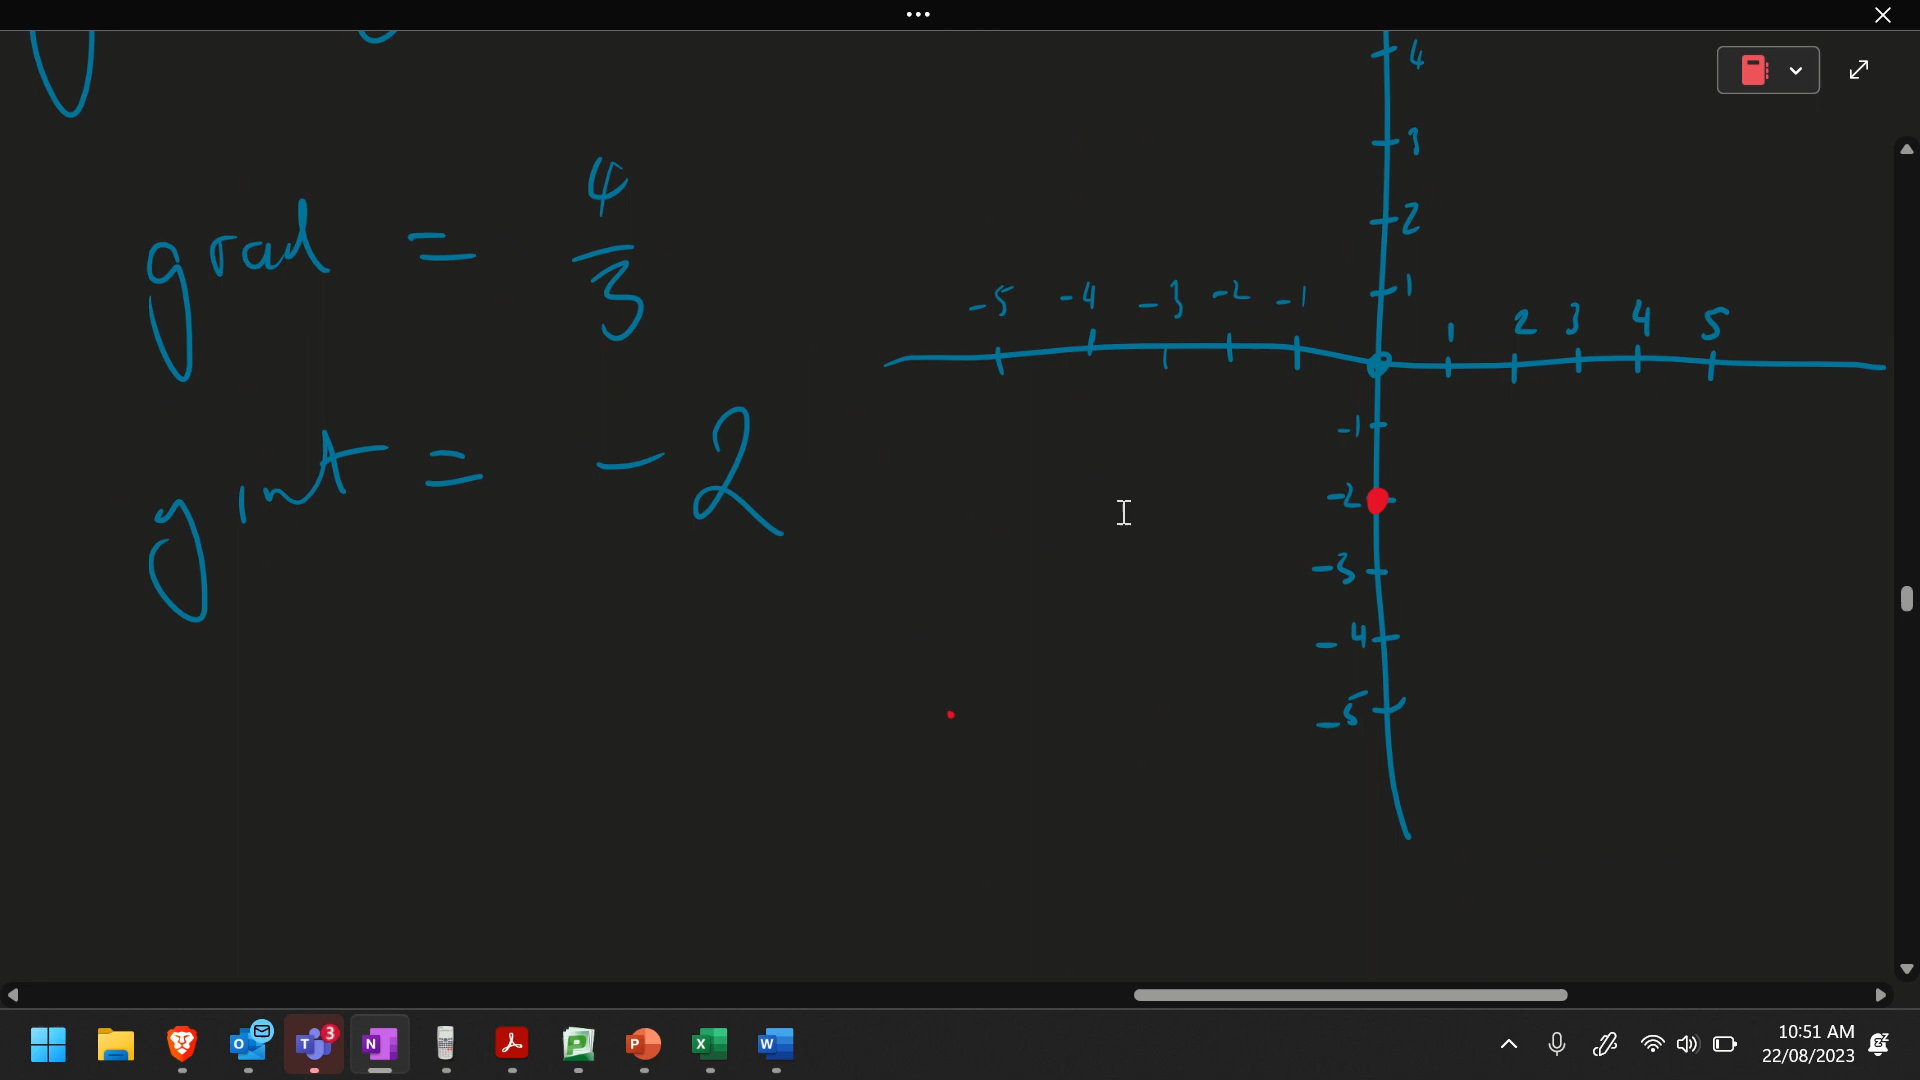 4
3
grad = 4/3
2
1
-5 -4 -3 -2 -1
1 2 3 4 5
-1
y int = -2
-2
-3
-4
-5
10:51 AM
22/08/2023